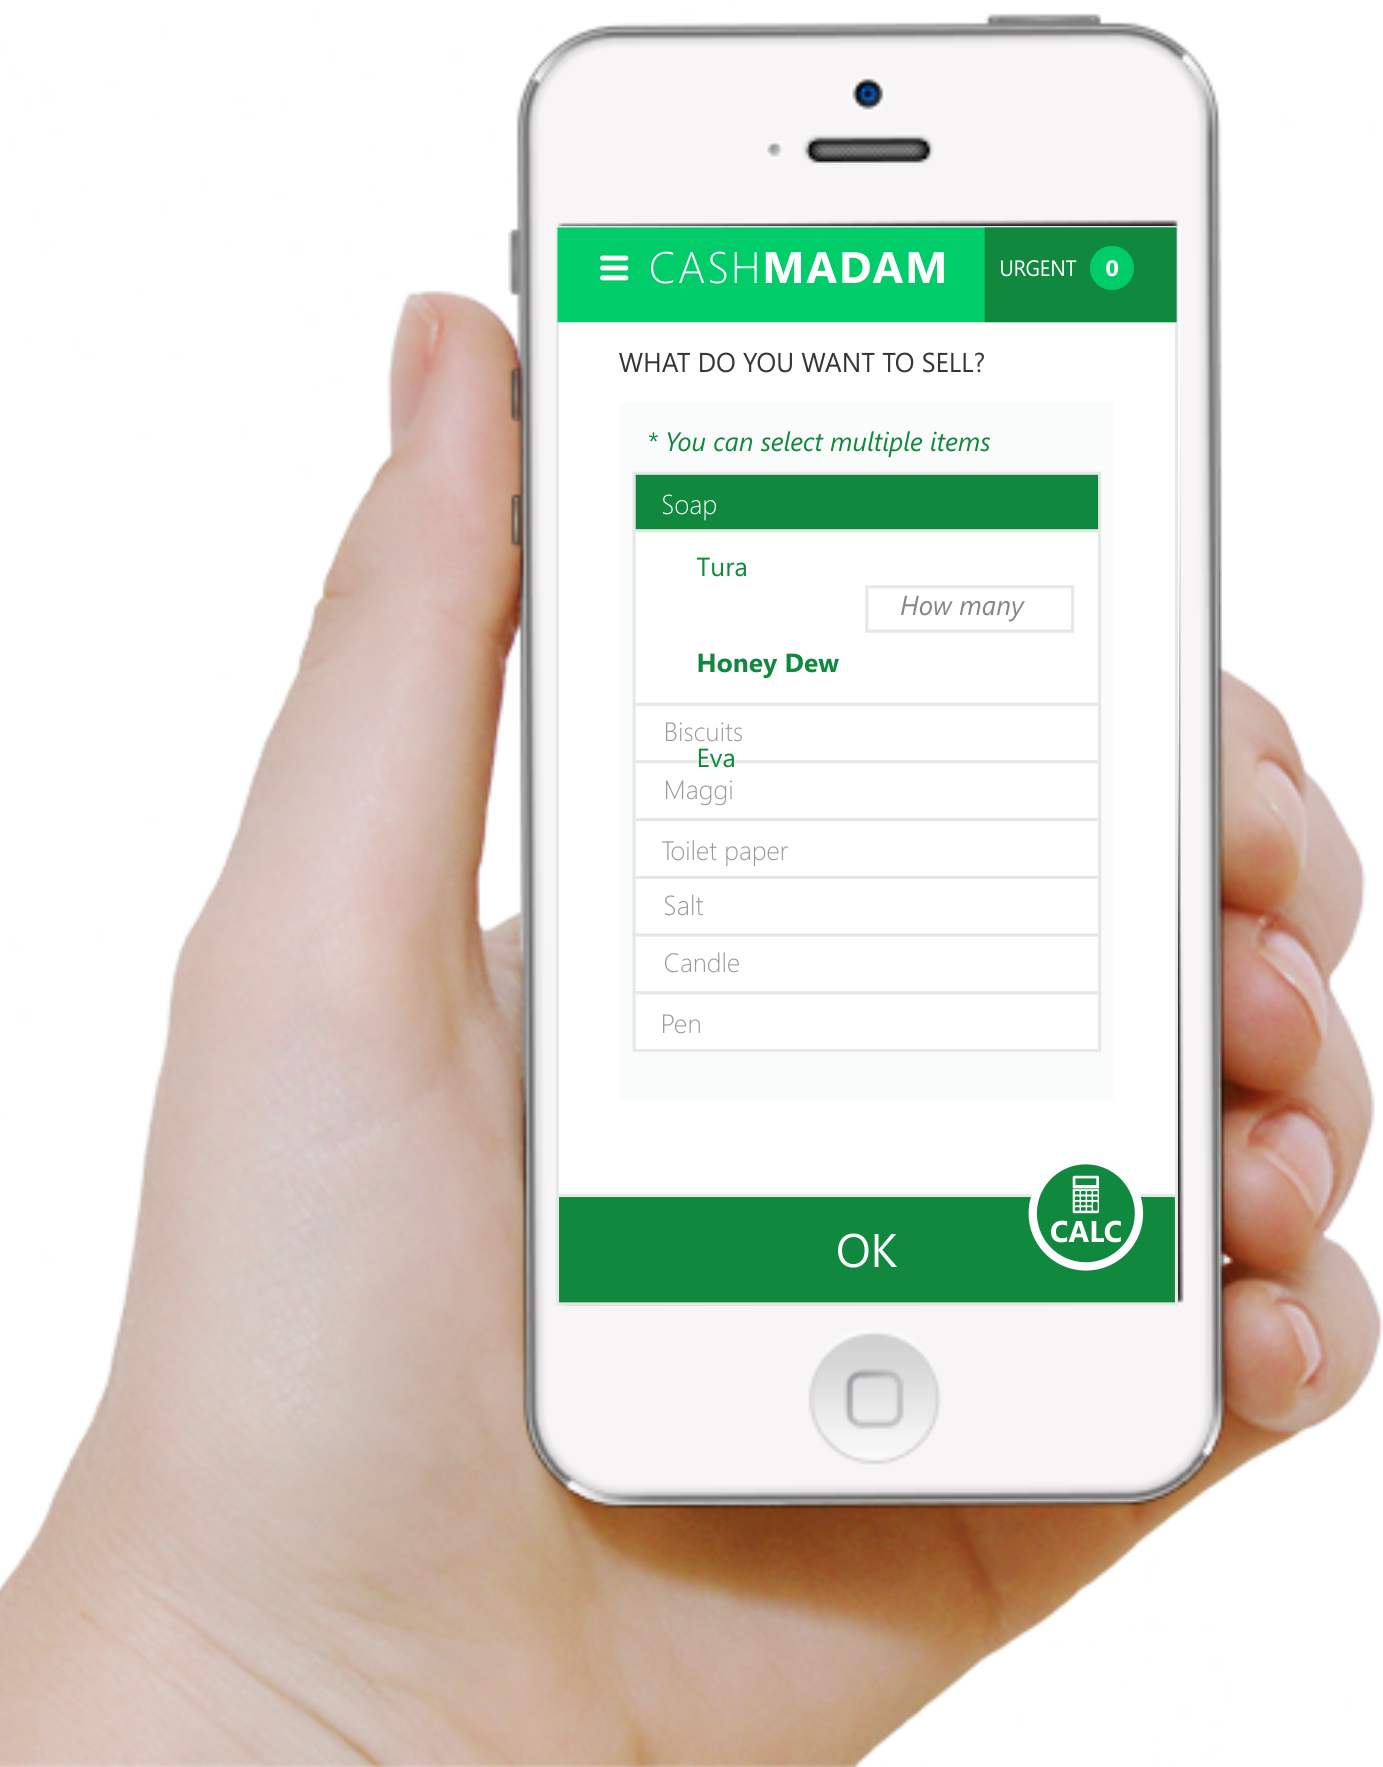 CASHMADAM URGENT 0
WHAT DO YOU WANT TO SELL?
* You can select multiple items
Soap
Tura
How many
Honey Dew
Biscuits
Eva
Maggi
Toilet paper
Salt
Candle
Pen
CALC
OK